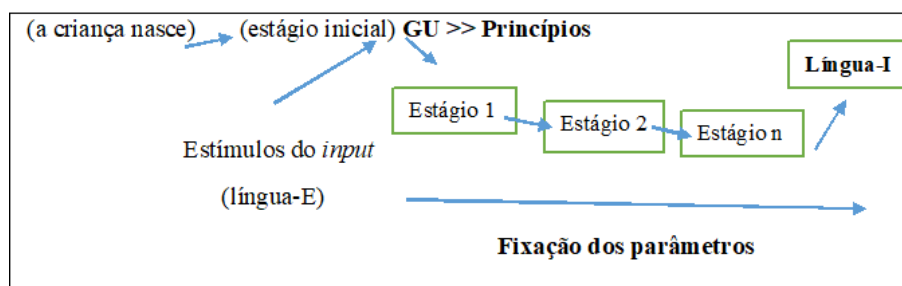 (a criança nasce) (estágio inicial) GU >> Princípios
Língua-I
Estágio 1
Estágio 2
Estágio n
Estímulos do input
(língua-E)
Fixação dos parâmetros